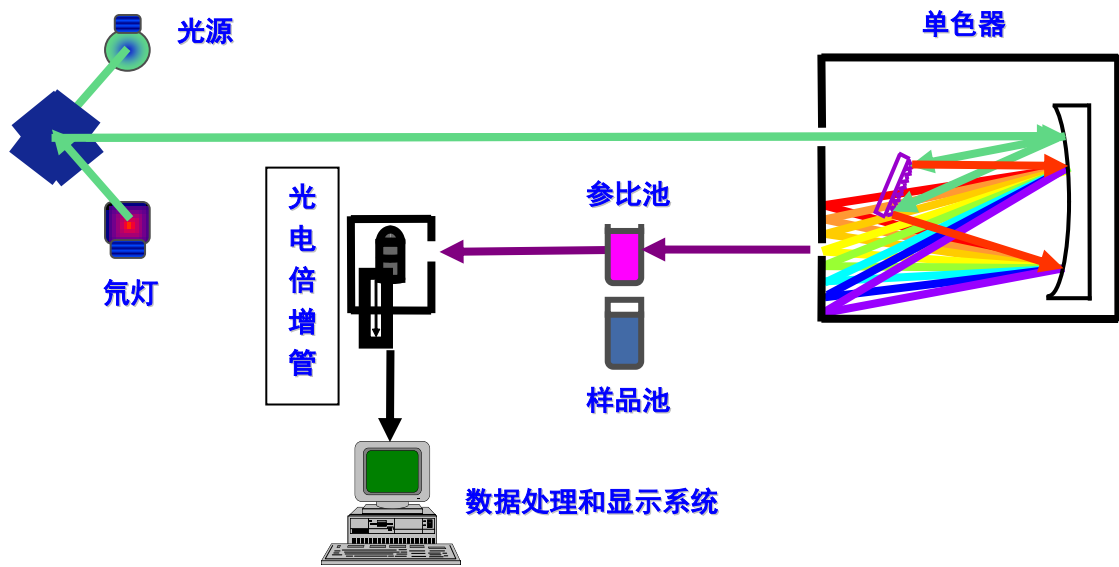 光源
单色器
氘灯
光
电
倍
增
管
参比池
样品池
数据处理和显示系统